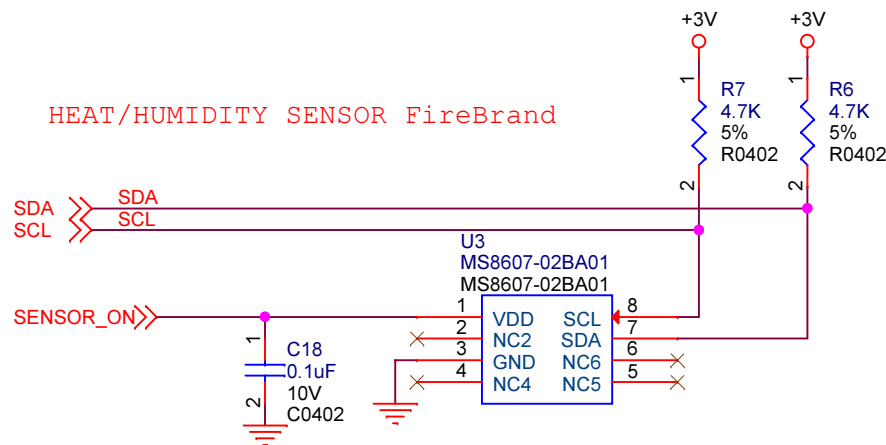 +3V +3V
1 1
R7 R6
4.7K 4.7K
5% 5%
R0402 R0402
2 2
HEAT/HUMIDITY SENSOR FireBrand
SDA SDA
SCL SCL
U3
MS8607-02BA01
MS8607-02BA01
SENSOR_ON
1 VDD SCL 8
2 NC2 SDA 7
3 GND NC6 6
4 NC4 NC5 5
1
C18
0.1uF
10V
2
C0402